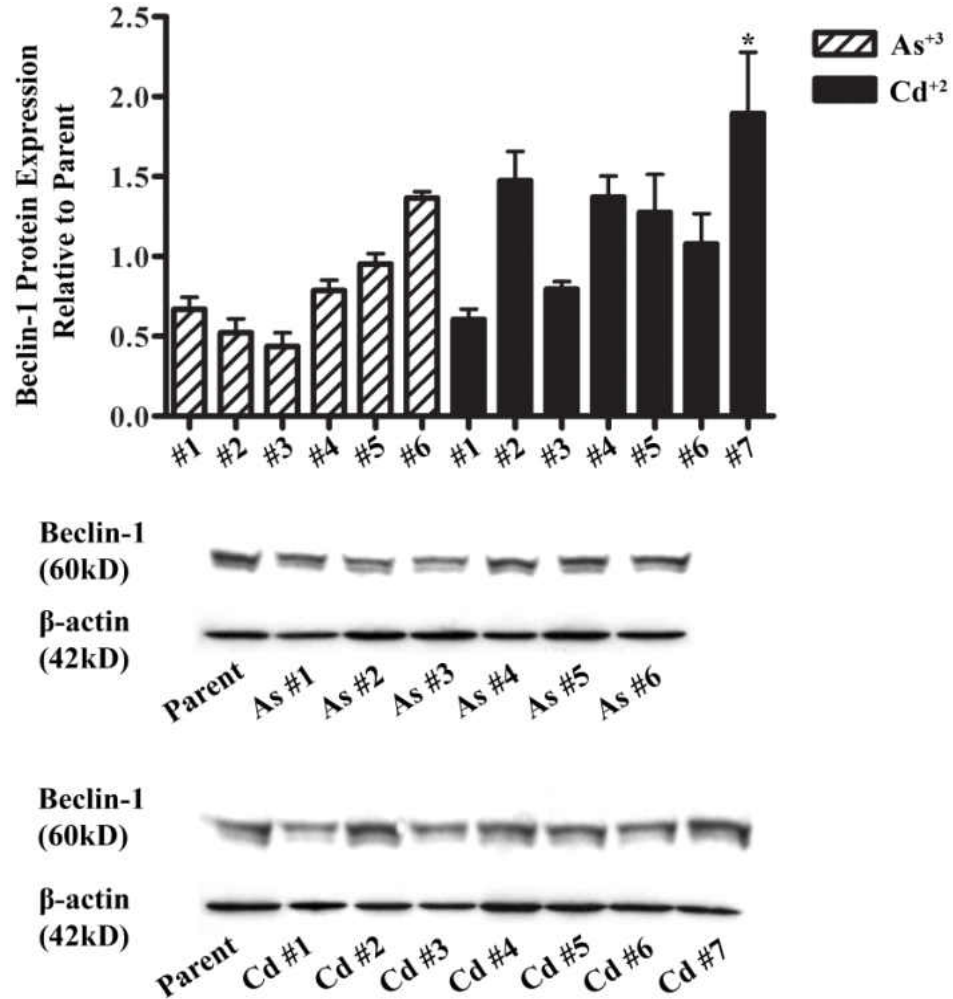 Beclin-1 Protein Expression
Relative to Parent
2.5
2.0
1.5
1.0
0.5
0.0
*
As+3
Cd+2
#1 #2 #3 #4 #5 #6 #1 #2 #3 #4 #5 #6 #7
Beclin-1
(60kD)
β-actin
(42kD)
Parent As #1 As #2 As #3 As #4 As #5 As #6
Beclin-1
(60kD)
β-actin
(42kD)
Parent Cd #1 Cd #2 Cd #3 Cd #4 Cd #5 Cd #6 Cd #7